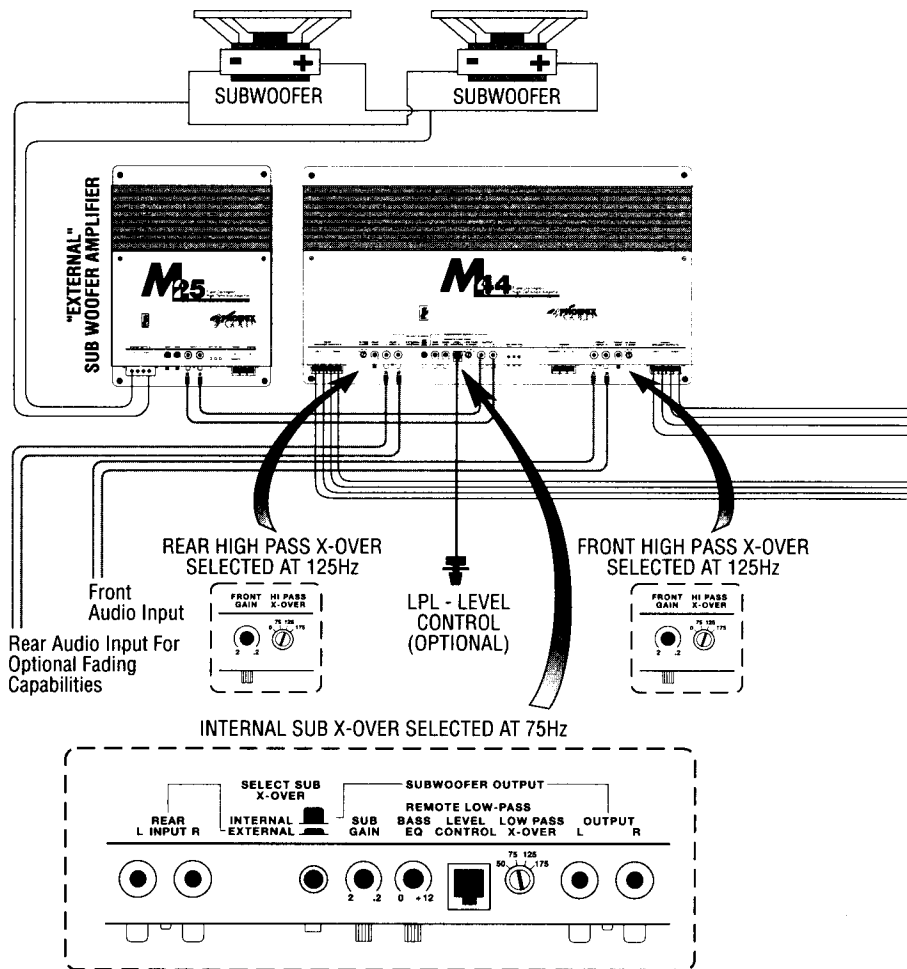 - +
SUBWOOFER
- +
SUBWOOFER
"EXTERNAL"
SUB WOOFER AMPLIFIER
M25
M44
REAR HIGH PASS X-OVER
SELECTED AT 125Hz
FRONT GAIN
HI PASS X-OVER
0 75 125 175
2 .2
LPL - LEVEL
CONTROL
(OPTIONAL)
FRONT HIGH PASS X-OVER
SELECTED AT 125Hz
FRONT GAIN
HI PASS X-OVER
0 75 125 175
2 .2
Front
Audio Input
Rear Audio Input For
Optional Fading
Capabilities
INTERNAL SUB X-OVER SELECTED AT 75Hz
SELECT SUB
X-OVER
SUBWOOFER OUTPUT
REAR
L INPUT R
INTERNAL
EXTERNAL
SUB
GAIN
REMOTE LOW-PASS
BASS
EQ
LEVEL
CONTROL
LOW PASS
X-OVER
OUTPUT
L R
50 75 125 175
2 .2
0 +12